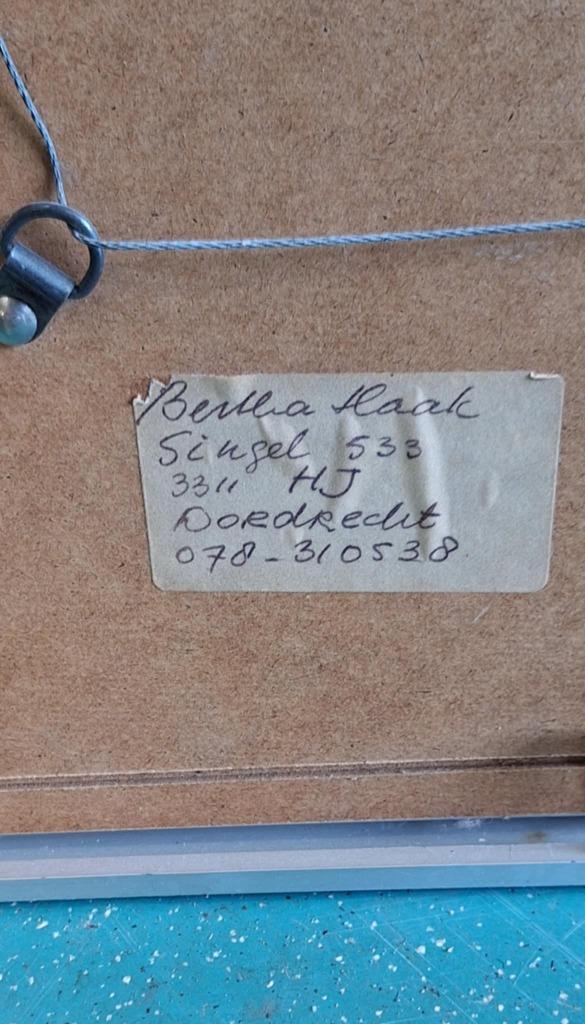 Bertha Haak
Singel 533
3311 HJ
Dordrecht
078-310538